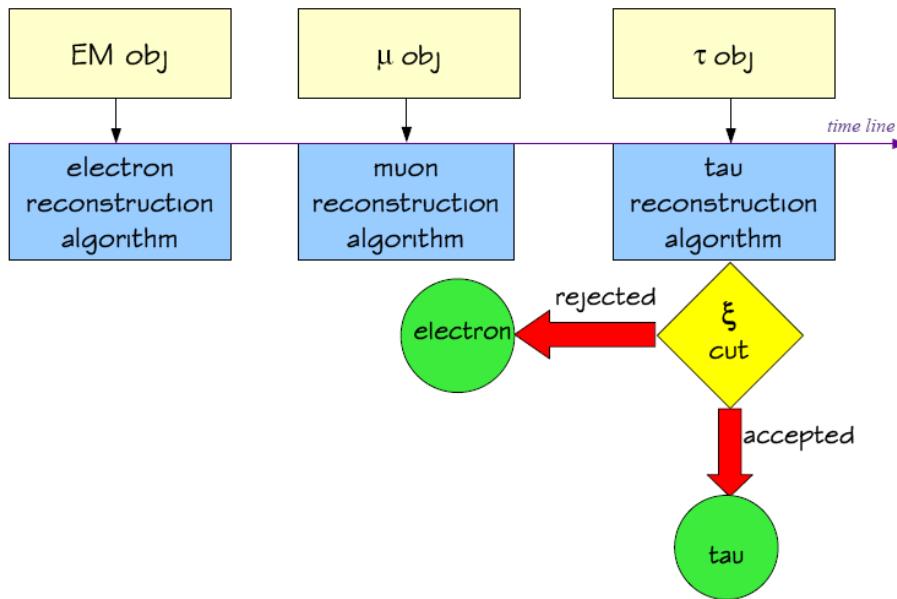 EM obj
μ obj
τ obj
time line
electron
reconstruction
algorithm
muon
reconstruction
algorithm
tau
reconstruction
algorithm
rejected
electron
ξ
cut
accepted
tau